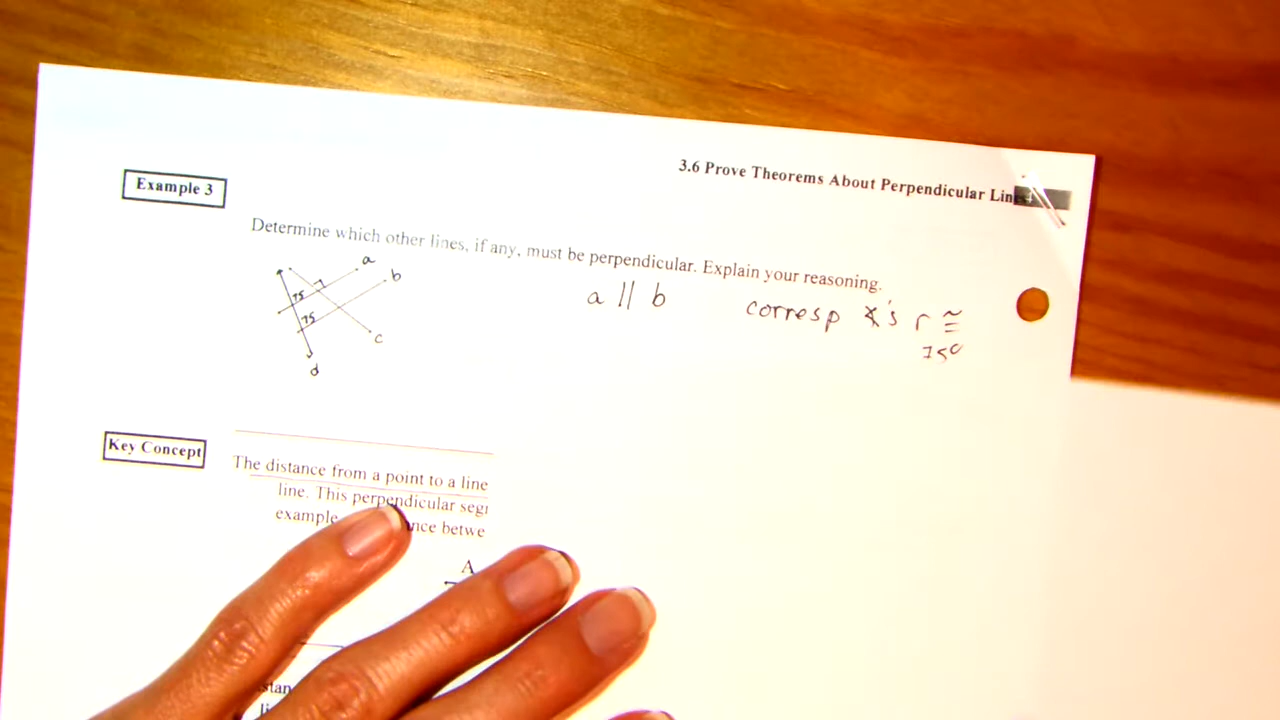 3.6 Prove Theorems About Perpendicular Lines
Example 3
Determine which other lines, if any, must be perpendicular. Explain your reasoning.
a
b
75
75
c
d
a // b corresp ∡'s r ≅
75°
Key Concept
The distance from a point to a line
line. This perpendicular seg
example betwe
A